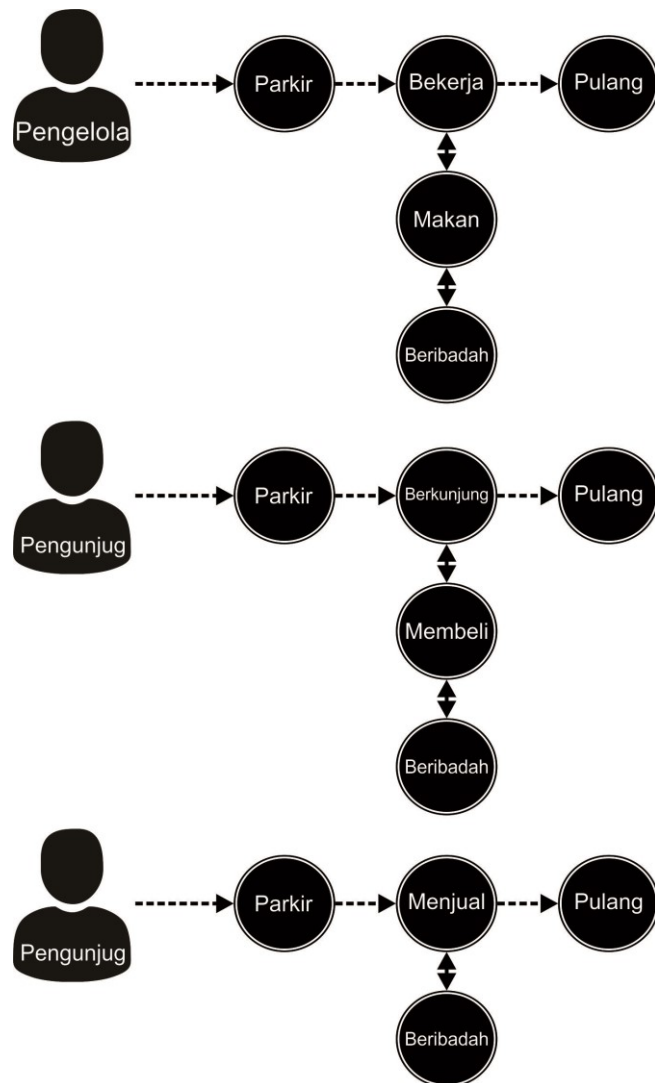 Pengelola
Parkir
Bekerja
Pulang
Makan
Beribadah
Pengunjug
Parkir
Berkunjung
Pulang
Membeli
Beribadah
Pengunjug
Parkir
Menjual
Pulang
Beribadah